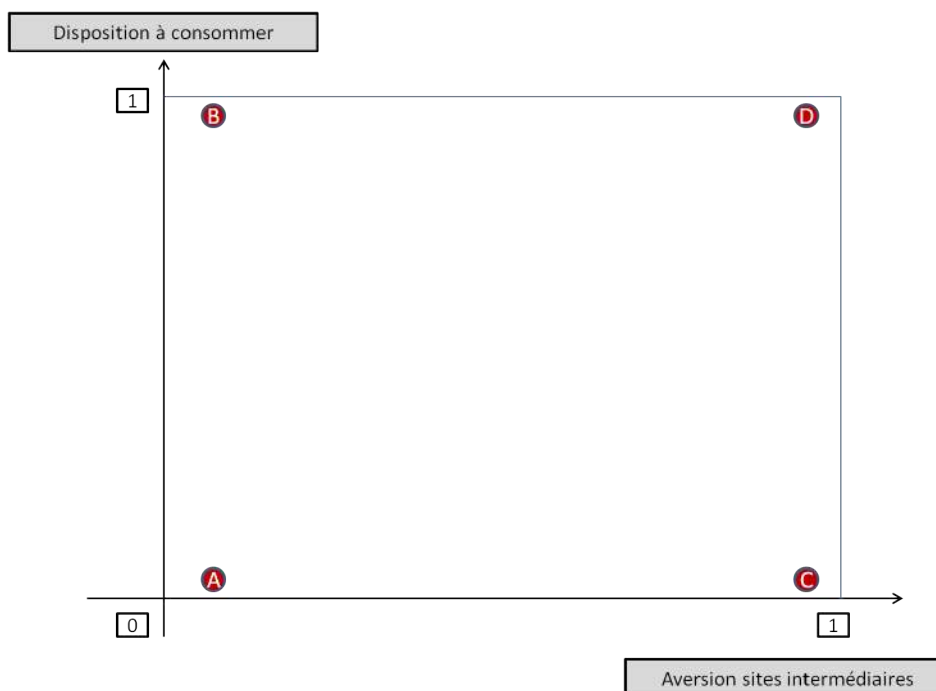 Disposition à consommer
1
B
D
A
C
0
1
Aversion sites intermédiaires